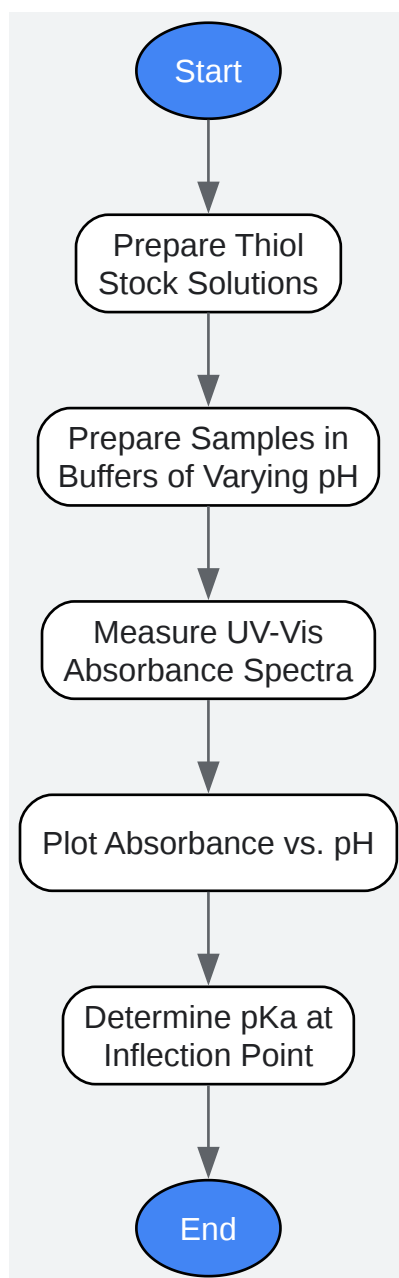 Start
Prepare Thiol
Stock Solutions
Prepare Samples in
Buffers of Varying pH
Measure UV-Vis
Absorbance Spectra
Plot Absorbance vs. pH
Determine pKa at
Inflection Point
End